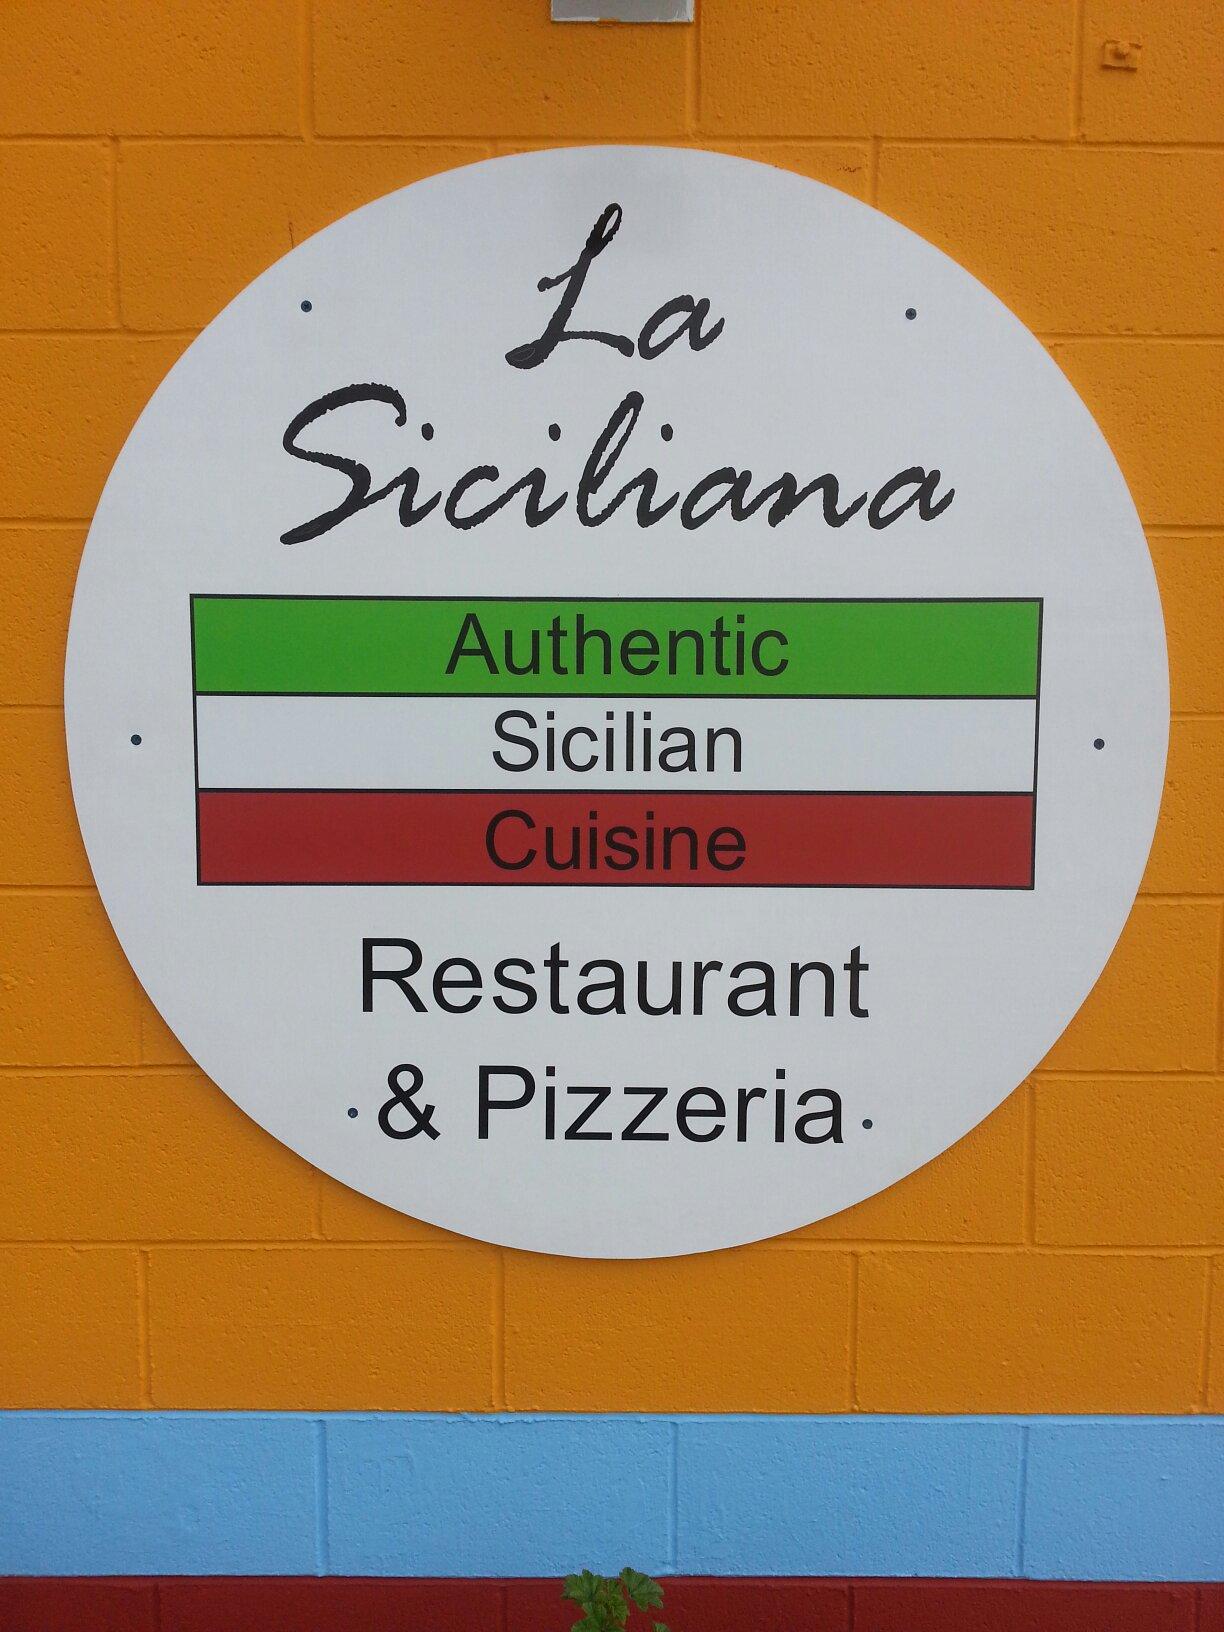 La
Siciliana
Authentic
Sicilian
Cuisine
Restaurant
& Pizzeria